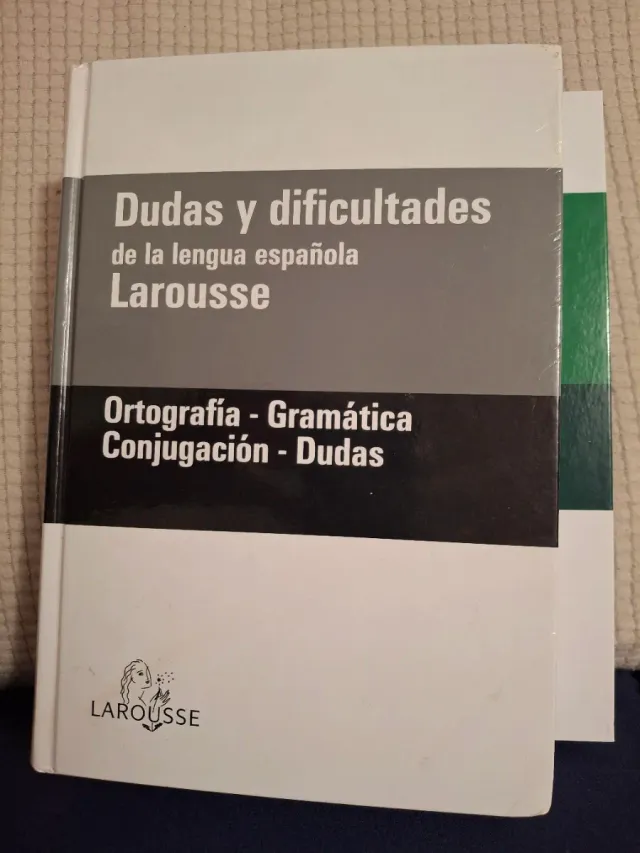 Dudas y dificultades
de la lengua española
Larousse
Ortografía - Gramática
Conjugación - Dudas
LAROUSSE